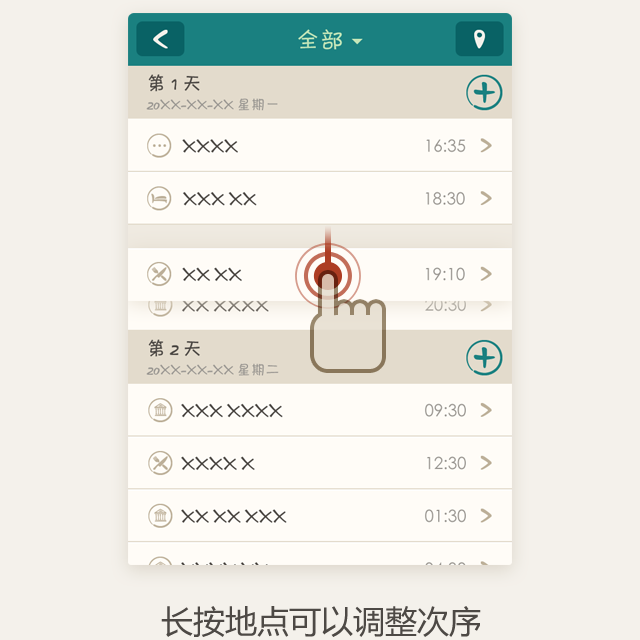 全部
第 1 天
20XX-XX-XX 星期一
XXXX 16:35
XXX XX 18:30
XX XX 19:10
XX XXXX 20:30
第 2 天
20XX-XX-XX 星期二
XXX XXXX 09:30
XXXX X 12:30
XX XX XXX 01:30
长按地点可以调整次序